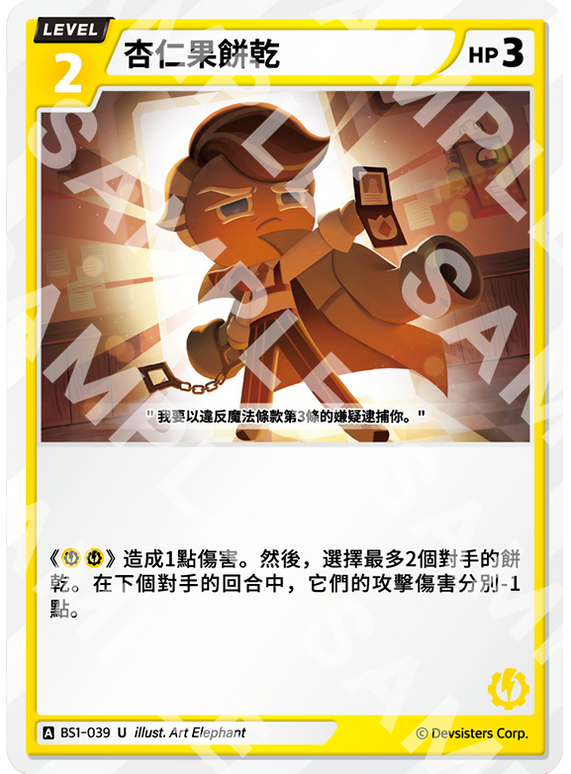 LEVEL
2
杏仁果餅乾
HP 3
"我要以違反魔法條款第3條的嫌疑逮捕你。"
《 》造成1點傷害。然後，選擇最多2個對手的餅
乾。在下個對手的回合中，它們的攻擊傷害分別-1
點。
A BS1-039 U illust. Art Elephant
© Devsisters Corp.
SAMPLE
SAMPLE
SAMPLE
SAMPLE